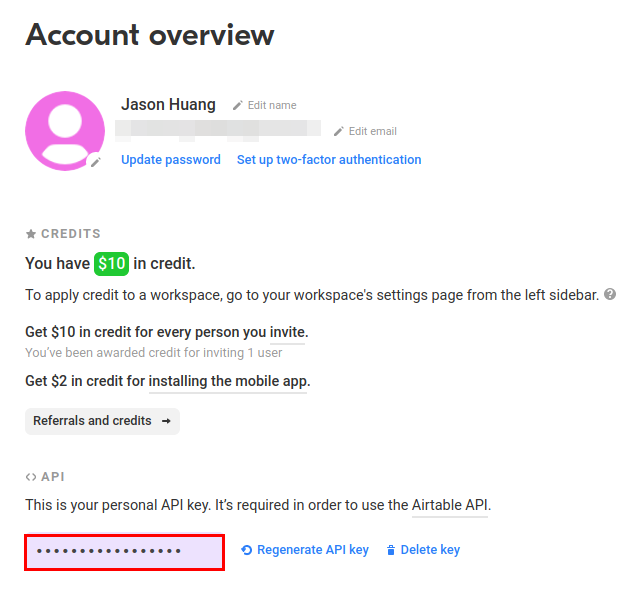 Account overview
Jason Huang Edit name
Edit email
Update password Set up two-factor authentication
CREDITS
You have $10 in credit.
To apply credit to a workspace, go to your workspace's settings page from the left sidebar. ?
Get $10 in credit for every person you invite.
You’ve been awarded credit for inviting 1 user
Get $2 in credit for installing the mobile app.
Referrals and credits →
<> API
This is your personal API key. It’s required in order to use the Airtable API.
••••••••••••••••• Regenerate API key Delete key